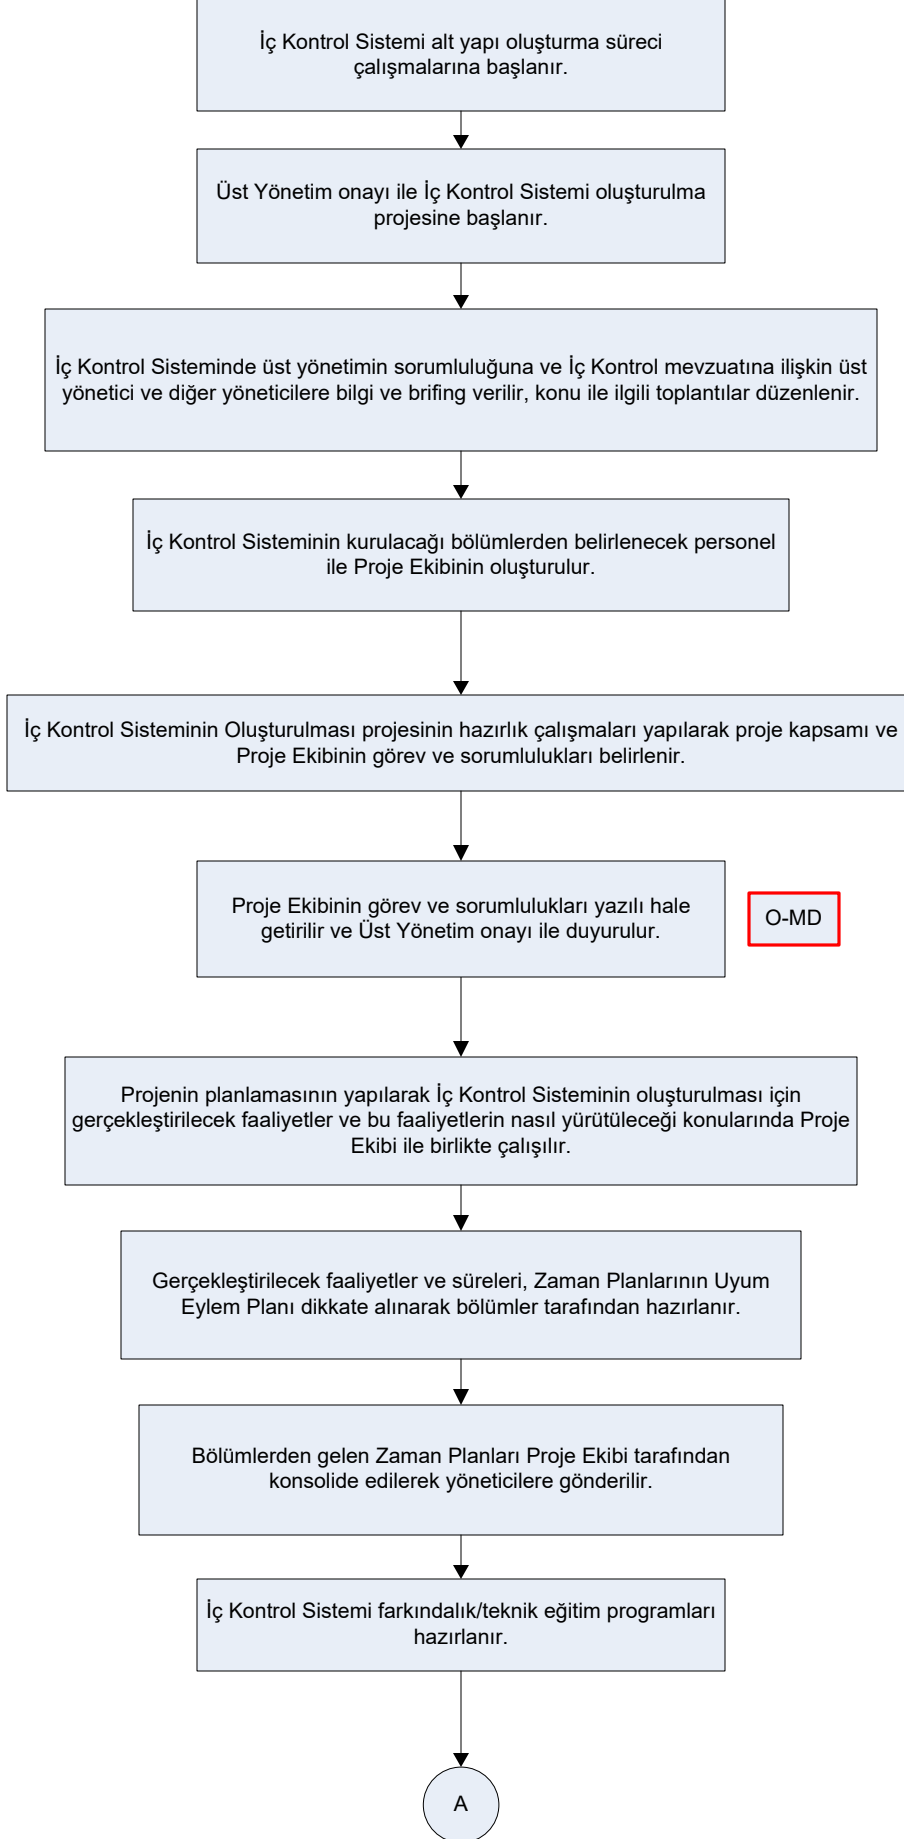 İç Kontrol Sistemi alt yapı oluşturma süreci
çalışmalarına başlanır.
Üst Yönetim onayı ile İç Kontrol Sistemi oluşturulma
projesine başlanır.
İç Kontrol Sisteminde üst yönetimin sorumluluğuna ve İç Kontrol mevzuatına ilişkin üst
yönetici ve diğer yöneticilere bilgi ve brifing verilir, konu ile ilgili toplantılar düzenlenir.
İç Kontrol Sisteminin kurulacağı bölümlerden belirlenecek personel
ile Proje Ekibinin oluşturulur.
İç Kontrol Sisteminin Oluşturulması projesinin hazırlık çalışmaları yapılarak proje kapsamı ve
Proje Ekibinin görev ve sorumlulukları belirlenir.
Proje Ekibinin görev ve sorumlulukları yazılı hale
getirilir ve Üst Yönetim onayı ile duyurulur.
O-MD
Projenin planlamasının yapılarak İç Kontrol Sisteminin oluşturulması için
gerçekleştirilecek faaliyetler ve bu faaliyetlerin nasıl yürütüleceği konularında Proje
Ekibi ile birlikte çalışılır.
Gerçekleştirilecek faaliyetler ve süreleri, Zaman Planlarının Uyum
Eylem Planı dikkate alınarak bölümler tarafından hazırlanır.
Bölümlerden gelen Zaman Planları Proje Ekibi tarafından
konsolide edilerek yöneticilere gönderilir.
İç Kontrol Sistemi farkındalık/teknik eğitim programları
hazırlanır.
A